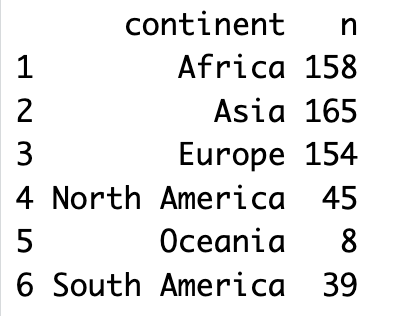 continent n
1 Africa 158
2 Asia 165
3 Europe 154
4 North America 45
5 Oceania 8
6 South America 39